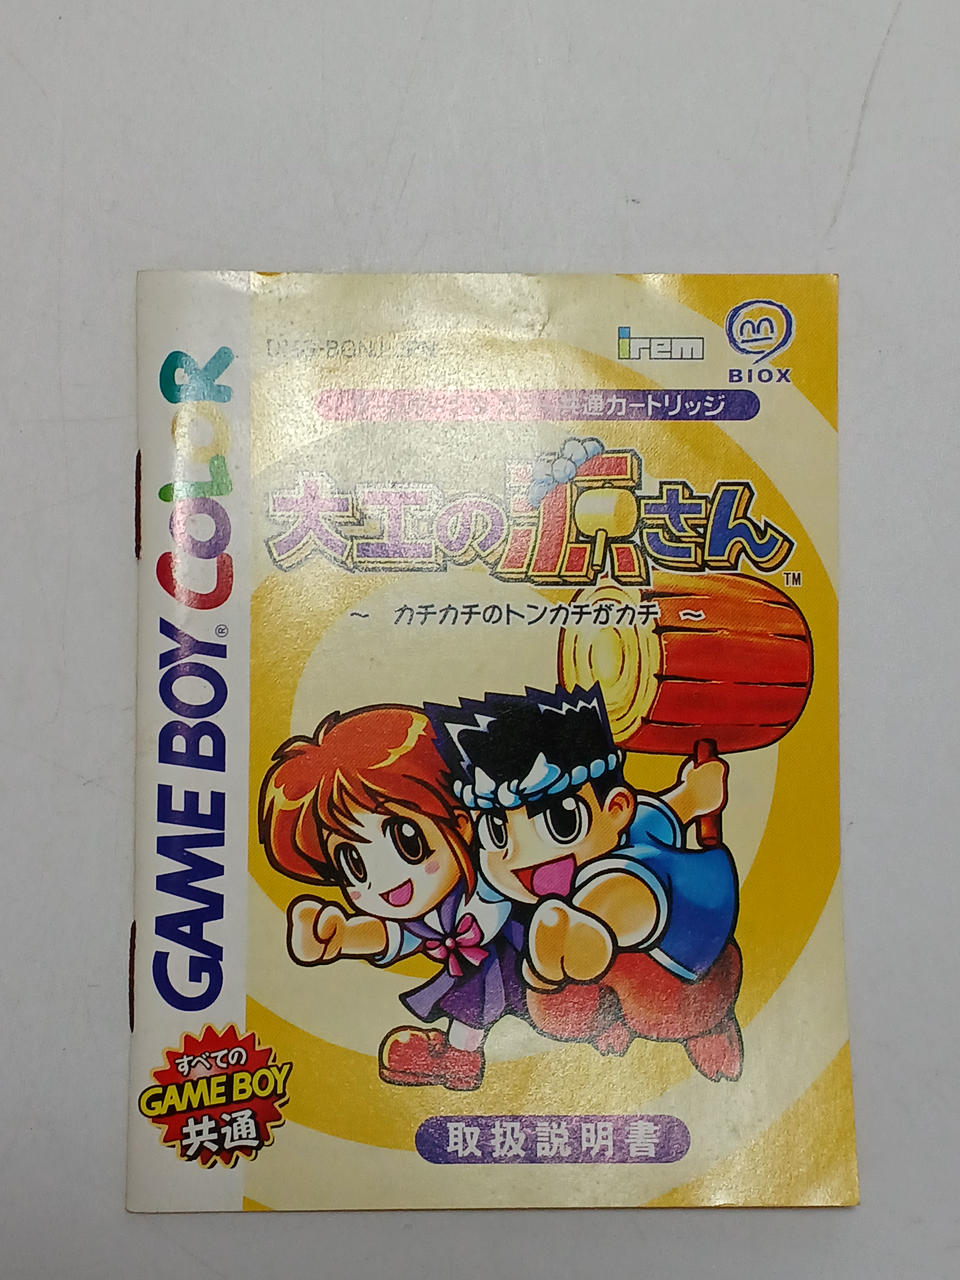 irem
BIOX
共通カートリッジ
大工の源さん
TM
～ カチカチのトンカチがカチ ～
GAME BOY® COLOR
すべての
GAME BOY
共通
取扱説明書